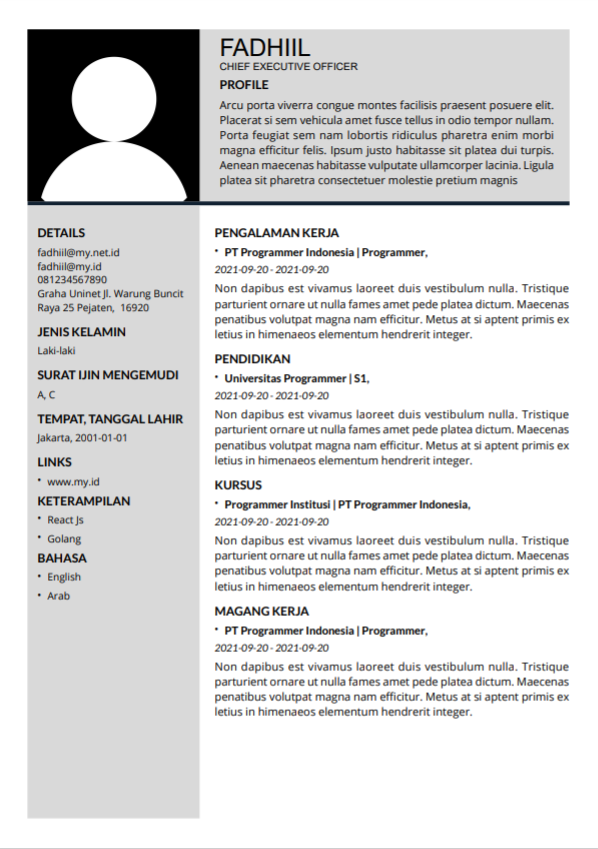 FADHIIL
CHIEF EXECUTIVE OFFICER
PROFILE
Arcu porta viverra congue montes facilisis praesent posuere elit.
Placerat si sem vehicula amet fusce tellus in odio tempor nullam.
Porta feugiat sem nam lobortis ridiculus pharetra enim morbi
magna efficitur felis. Ipsum justo habitasse sit platea dui turpis.
Aenean maecenas habitasse vulputate ullamcorper lacinia. Ligula
platea sit pharetra consectetuer molestie pretium magnis
DETAILS
fadhiil@my.net.id
fadhiil@my.id
081234567890
Graha Uninet Jl. Warung Buncit
Raya 25 Pejaten, 16920
JENIS KELAMIN
Laki-laki
SURAT IJIN MENGEMUDI
A, C
TEMPAT, TANGGAL LAHIR
Jakarta, 2001-01-01
LINKS
• www.my.id
KETERAMPILAN
• React Js
• Golang
BAHASA
• English
• Arab
PENGALAMAN KERJA
• PT Programmer Indonesia | Programmer,
2021-09-20 - 2021-09-20
Non dapibus est vivamus laoreet duis vestibulum nulla. Tristique
parturient ornare ut nulla fames amet pede platea dictum. Maecenas
penatibus volutpat magna nam efficitur. Metus at si aptent primis ex
letius in himenaeos elementum hendrerit integer.
PENDIDIKAN
• Universitas Programmer | S1,
2021-09-20 - 2021-09-20
Non dapibus est vivamus laoreet duis vestibulum nulla. Tristique
parturient ornare ut nulla fames amet pede platea dictum. Maecenas
penatibus volutpat magna nam efficitur. Metus at si aptent primis ex
letius in himenaeos elementum hendrerit integer.
KURSUS
• Programmer Institusi | PT Programmer Indonesia,
2021-09-20 - 2021-09-20
Non dapibus est vivamus laoreet duis vestibulum nulla. Tristique
parturient ornare ut nulla fames amet pede platea dictum. Maecenas
penatibus volutpat magna nam efficitur. Metus at si aptent primis ex
letius in himenaeos elementum hendrerit integer.
MAGANG KERJA
• PT Programmer Indonesia | Programmer,
2021-09-20 - 2021-09-20
Non dapibus est vivamus laoreet duis vestibulum nulla. Tristique
parturient ornare ut nulla fames amet pede platea dictum. Maecenas
penatibus volutpat magna nam efficitur. Metus at si aptent primis ex
letius in himenaeos elementum hendrerit integer.